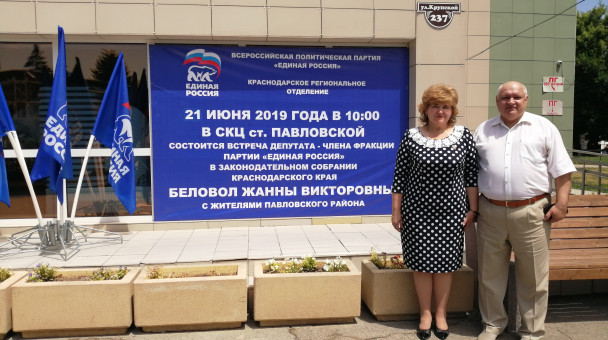 ул.Крупской
237
ВСЕРОССИЙСКАЯ ПОЛИТИЧЕСКАЯ ПАРТИЯ
«ЕДИНАЯ РОССИЯ»
ЕДИНАЯ
РОССИЯ
КРАСНОДАРСКОЕ РЕГИОНАЛЬНОЕ
ОТДЕЛЕНИЕ
21 ИЮНЯ 2019 ГОДА В 10:00
В СКЦ ст. ПАВЛОВСКОЙ
СОСТОИТСЯ ВСТРЕЧА ДЕПУТАТА - ЧЛЕНА ФРАКЦИИ
ПАРТИИ «ЕДИНАЯ РОССИЯ»
В ЗАКОНОДАТЕЛЬНОМ СОБРАНИИ
КРАСНОДАРСКОГО КРАЯ
БЕЛОВОЛ ЖАННЫ ВИКТОРОВНЫ
С ЖИТЕЛЯМИ ПАВЛОВСКОГО РАЙОНА